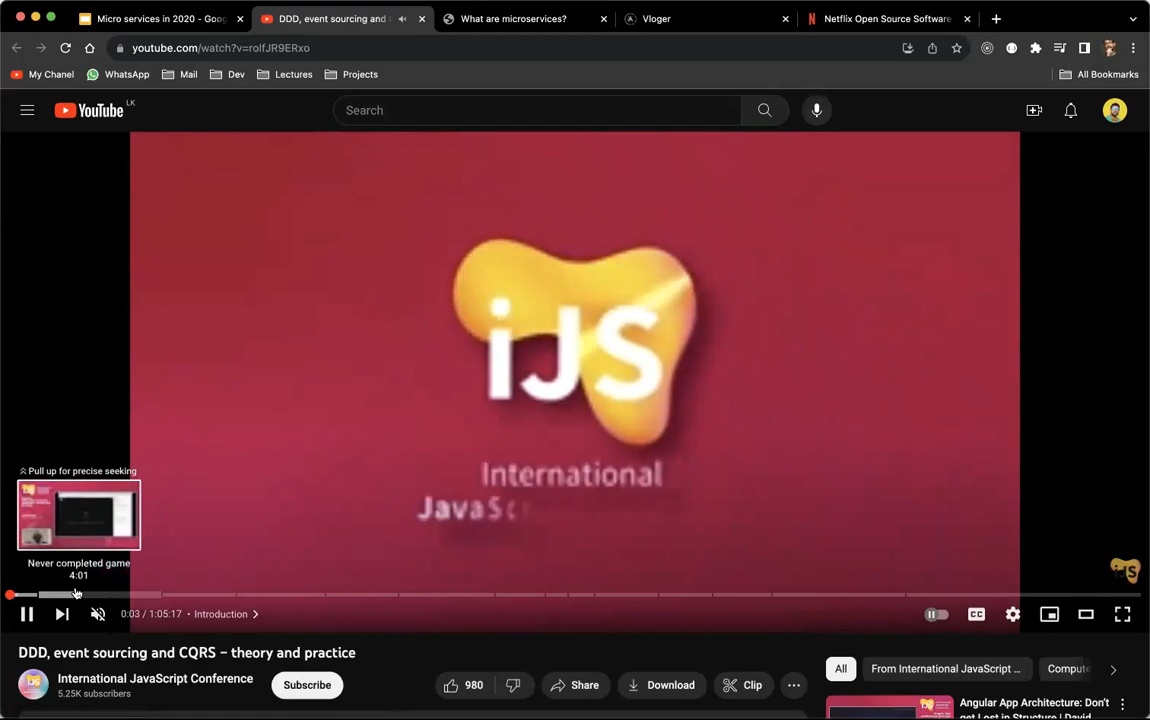 Micro services in 2020 - Goog
DDD, event sourcing and
What are microservices?
Vloger
Netflix Open Source Software
youtube.com/watch?v=rolfJR9ERxo
My Chanel
WhatsApp
Mail
Dev
Lectures
Projects
All Bookmarks
YouTube LK
Search
iJS
International
JavaSc
Pull up for precise seeking
Never completed game
4:01
0:03 / 1:05:17 • Introduction
CC
iJS
DDD, event sourcing and CQRS – theory and practice
International JavaScript Conference
5.25K subscribers
Subscribe
980
Share
Download
Clip
All
From International JavaScript ...
Compute
Angular App Architecture: Don't
get Lost in Structure | David